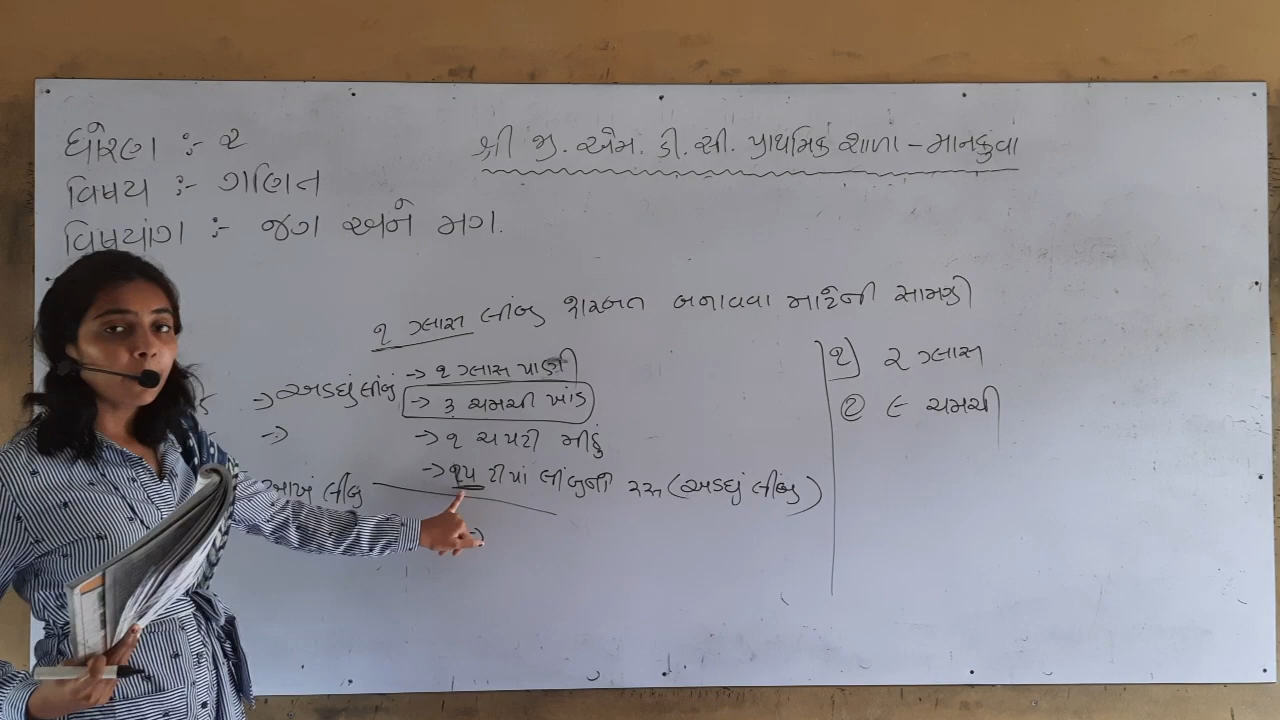 ધોરણ :- ૨
શ્રી જી. એમ. ડી. સી. પ્રાથમિક શાળા - માનકુવા
વિષય :- ગણિત
વિષયાંગ :- જગ અને મગ.
૧ ગ્લાસ લીંબુ શરબત બનાવવા માટેની સામગ્રી
→ અડધું લીંબું → ૧ ગ્લાસ પાણી
→ ૩ ચમચી ખાંડ
→ → ૧ ચપટી મીઠું
→ ૧૫ ટીપાં લીંબુની રસ (અડધું લીંબુ)
આખં લીંબુ
૧) ૨ ગ્લાસ
૨ ૯ ચમચી